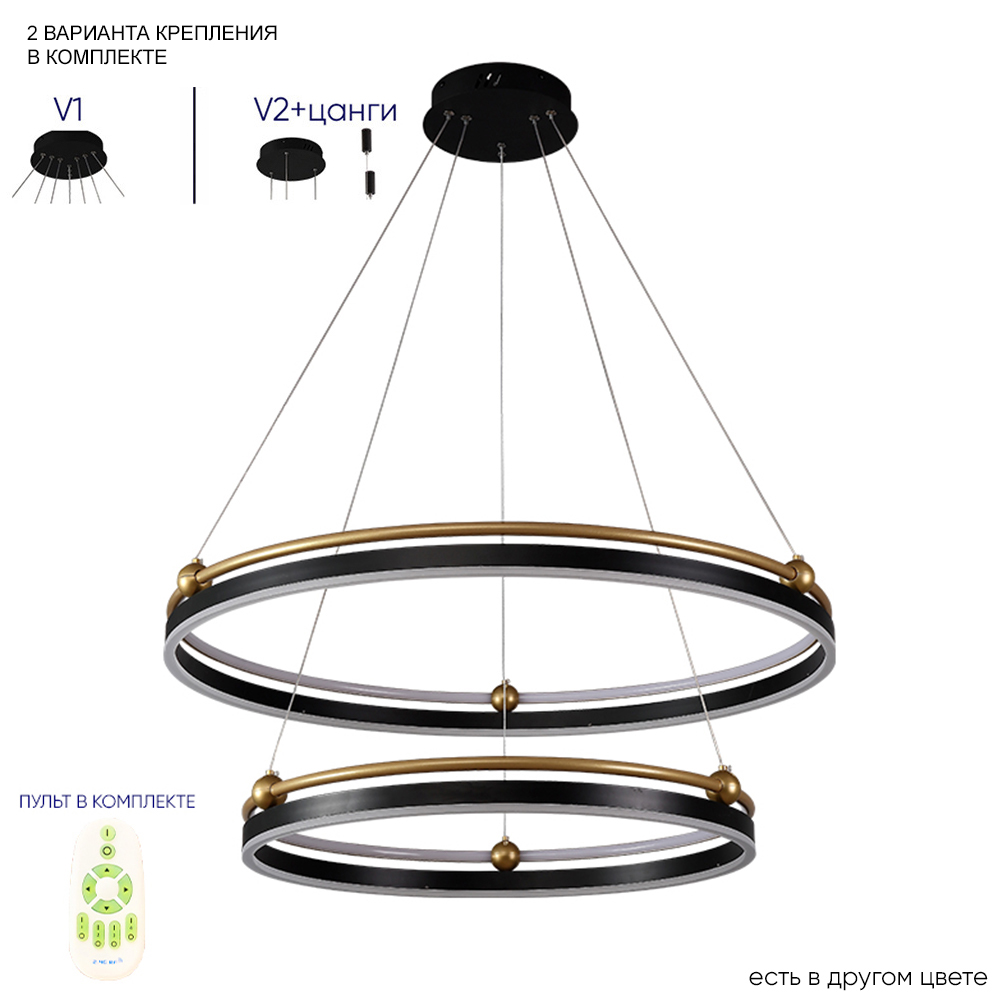 2 ВАРИАНТА КРЕПЛЕНИЯ
В КОМПЛЕКТЕ
V1
V2+цанги
ПУЛЬТ В КОМПЛЕКТЕ
есть в другом цвете